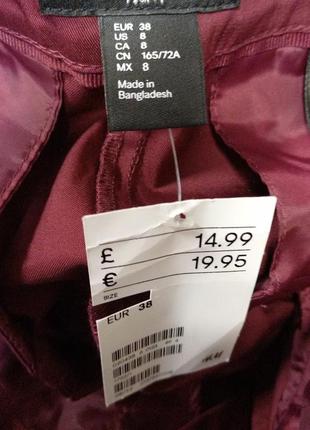 EUR 38
US 8
CA 8
CN 165/72A
MX 8
Made in
Bangladesh
£ 14.99
€ 19.95
SIZE
EUR 38